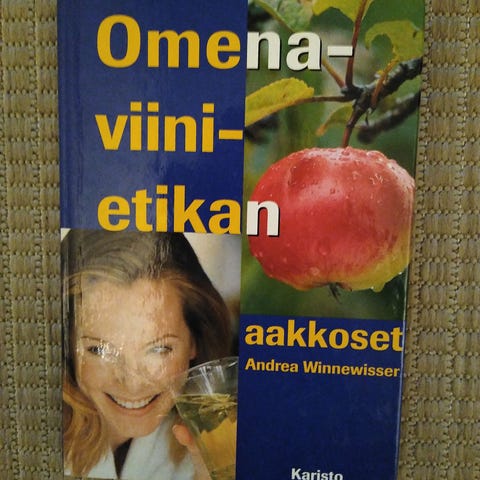 Omena-
viini-
etikan
aakkoset
Andrea Winnewisser
Karisto